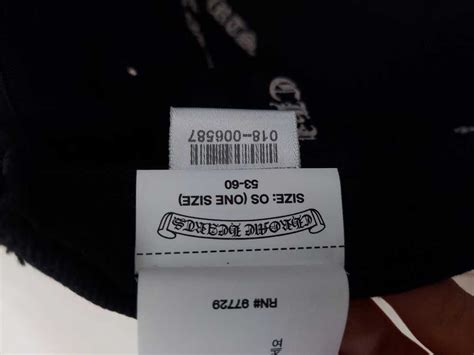 CHROME HEARTS
SIZE: OS (ONE SIZE)
53-60
018-006587
RN# 97729